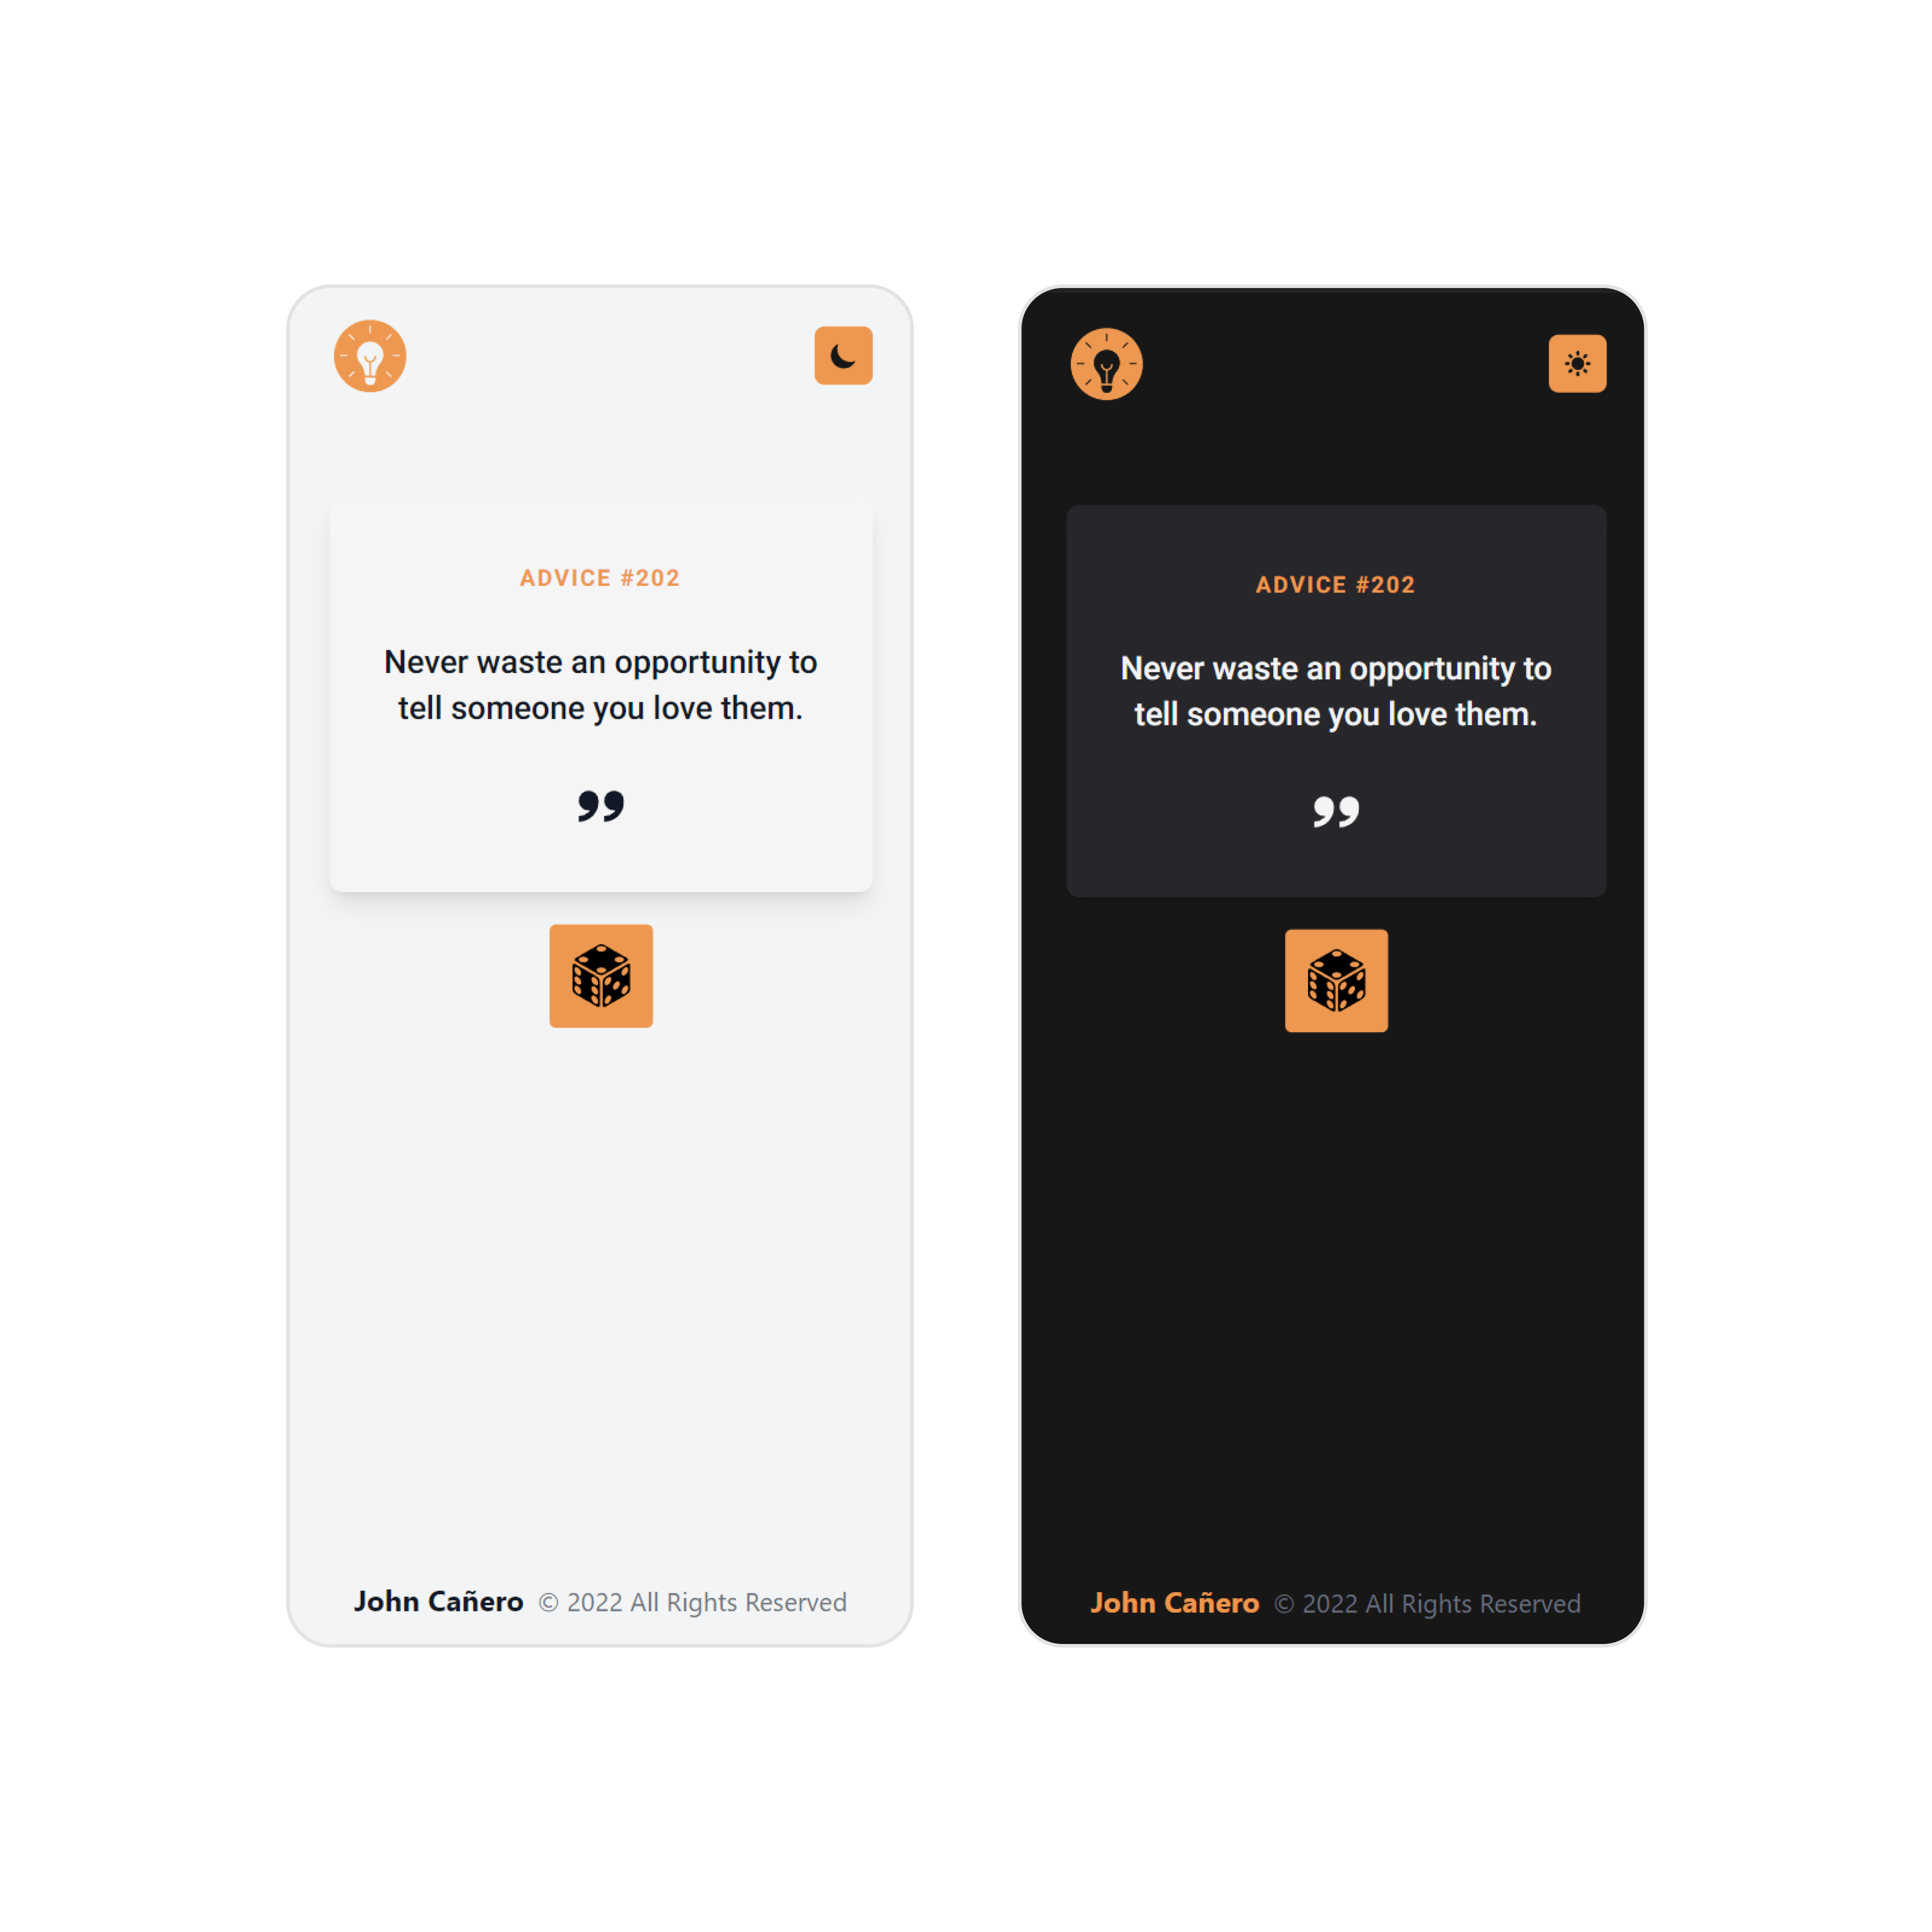 ADVICE #202
Never waste an opportunity to
tell someone you love them.
John Cañero © 2022 All Rights Reserved
ADVICE #202
Never waste an opportunity to
tell someone you love them.
John Cañero © 2022 All Rights Reserved